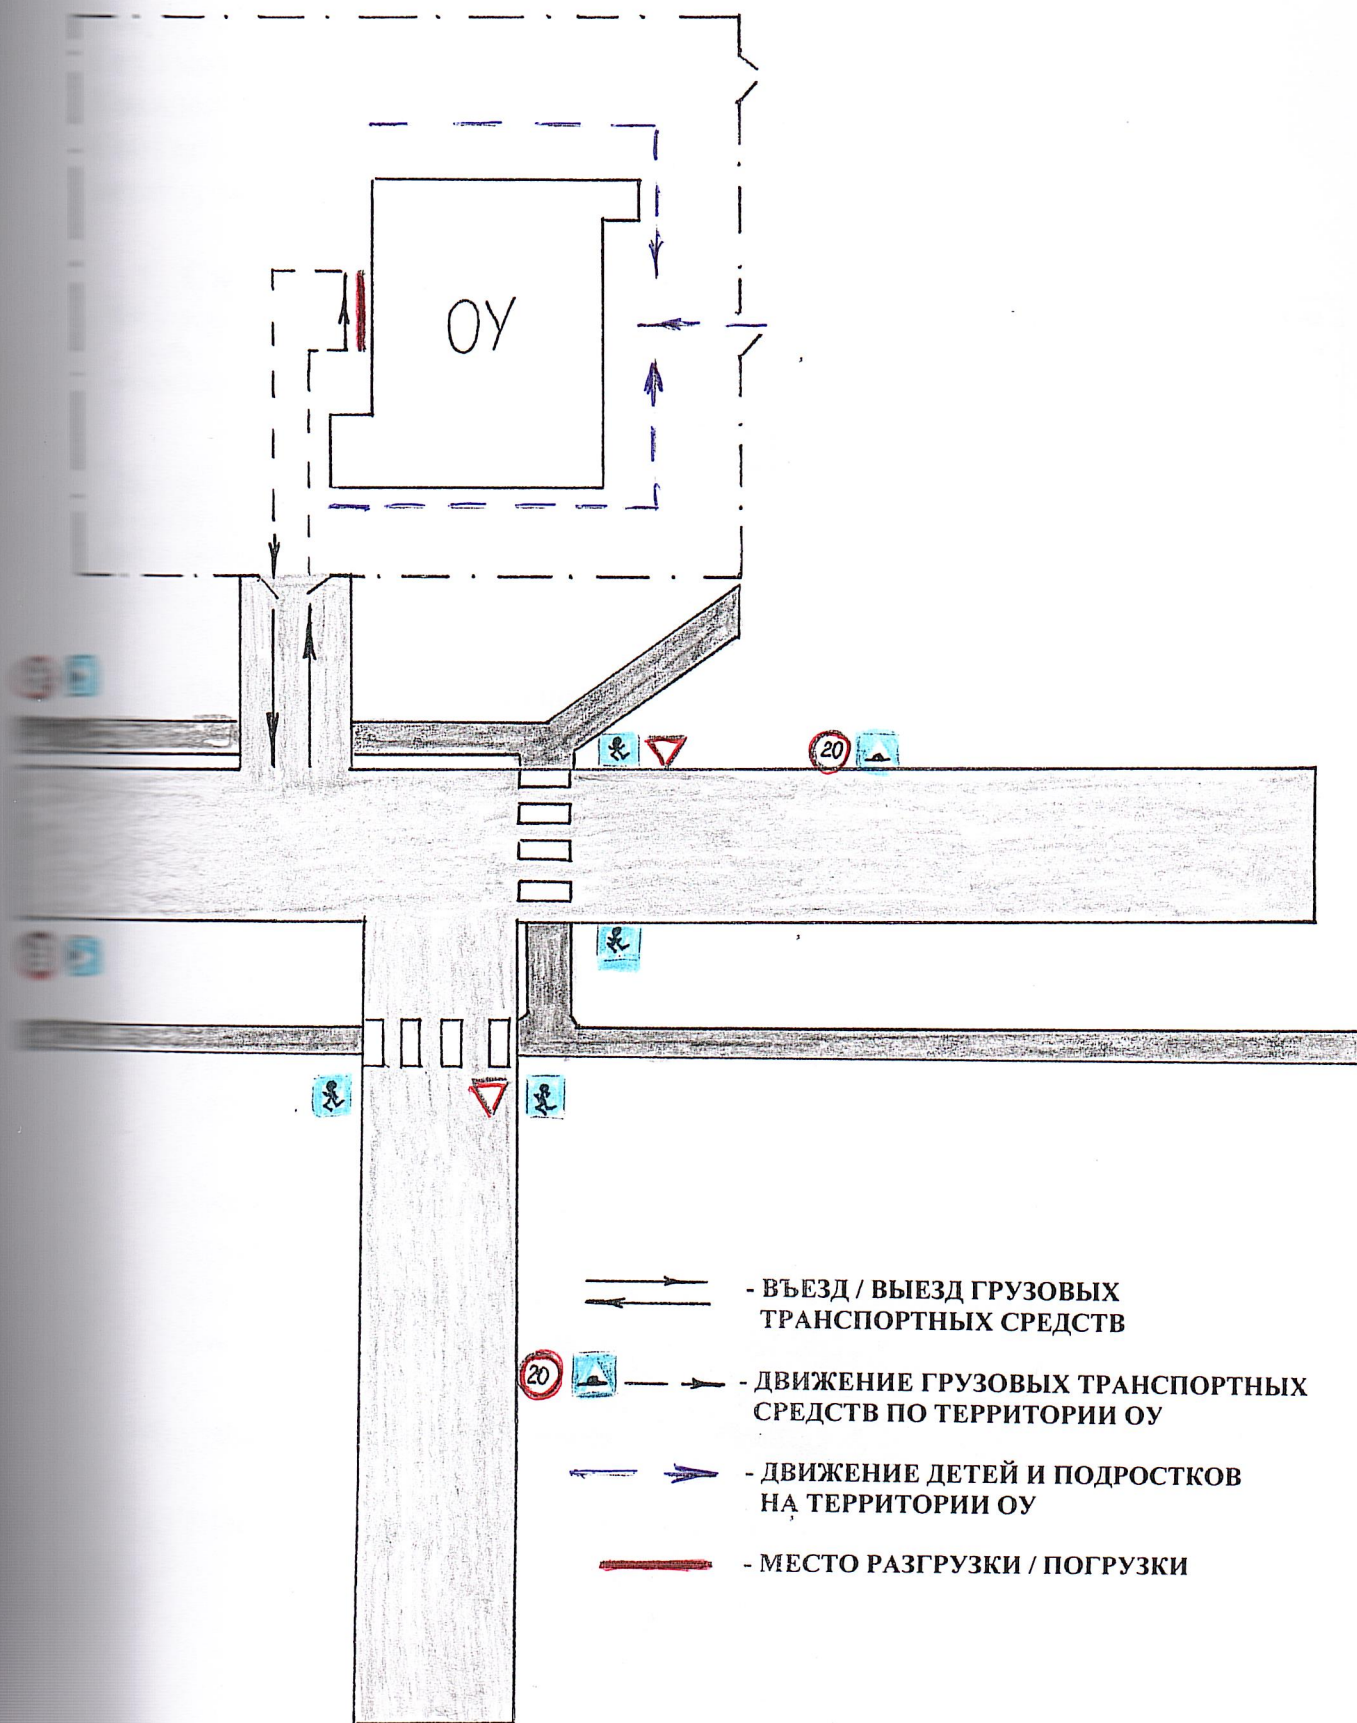 ОУ
20
- ВЪЕЗД / ВЫЕЗД ГРУЗОВЫХ
ТРАНСПОРТНЫХ СРЕДСТВ
20
- ДВИЖЕНИЕ ГРУЗОВЫХ ТРАНСПОРТНЫХ
СРЕДСТВ ПО ТЕРРИТОРИИ ОУ
- ДВИЖЕНИЕ ДЕТЕЙ И ПОДРОСТКОВ
НА ТЕРРИТОРИИ ОУ
- МЕСТО РАЗГРУЗКИ / ПОГРУЗКИ